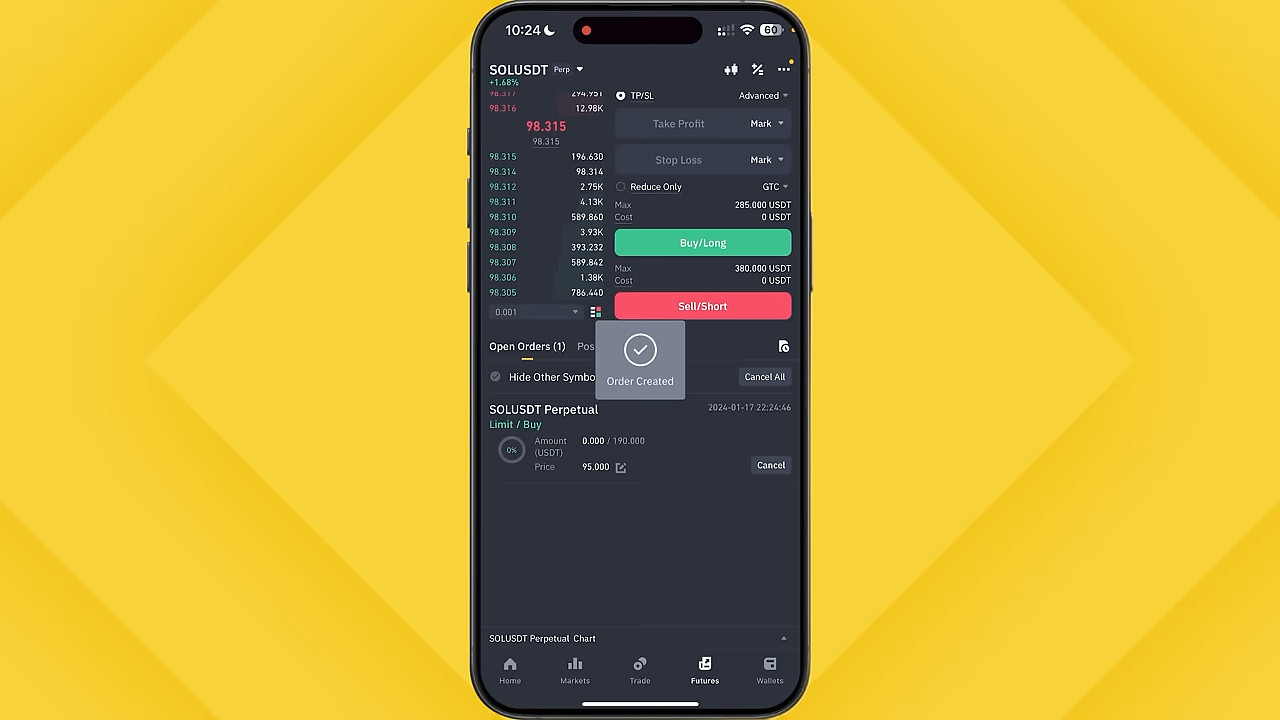 10:24
60
SOLUSDT Perp
+1.68%
98.317 294.951
98.316 12.98K
98.315
98.315
98.315 196.630
98.314 98.314
98.312 2.75K
98.311 4.13K
98.310 589.860
98.309 3.93K
98.308 393.232
98.307 589.842
98.306 1.38K
98.305 786.440
0.001
TP/SL Advanced
Take Profit Mark
Stop Loss Mark
Reduce Only GTC
Max 285.000 USDT
Cost 0 USDT
Buy/Long
Max 380.000 USDT
Cost 0 USDT
Sell/Short
Open Orders (1) Pos
Order Created
Hide Other Symbo Cancel All
SOLUSDT Perpetual 2024-01-17 22:24:46
Limit / Buy
0%
Amount 0.000 / 190.000
(USDT)
Price 95.000
Cancel
SOLUSDT Perpetual Chart
Home Markets Trade Futures Wallets